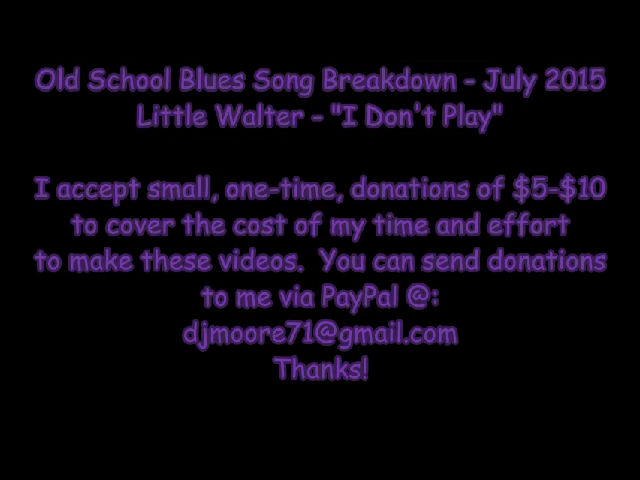 Old School Blues Song Breakdown - July 2015
Little Walter - "I Don't Play"
I accept small, one-time, donations of $5-$10
to cover the cost of my time and effort
to make these videos.  You can send donations
to me via PayPal @:
djmoore71@gmail.com
Thanks!